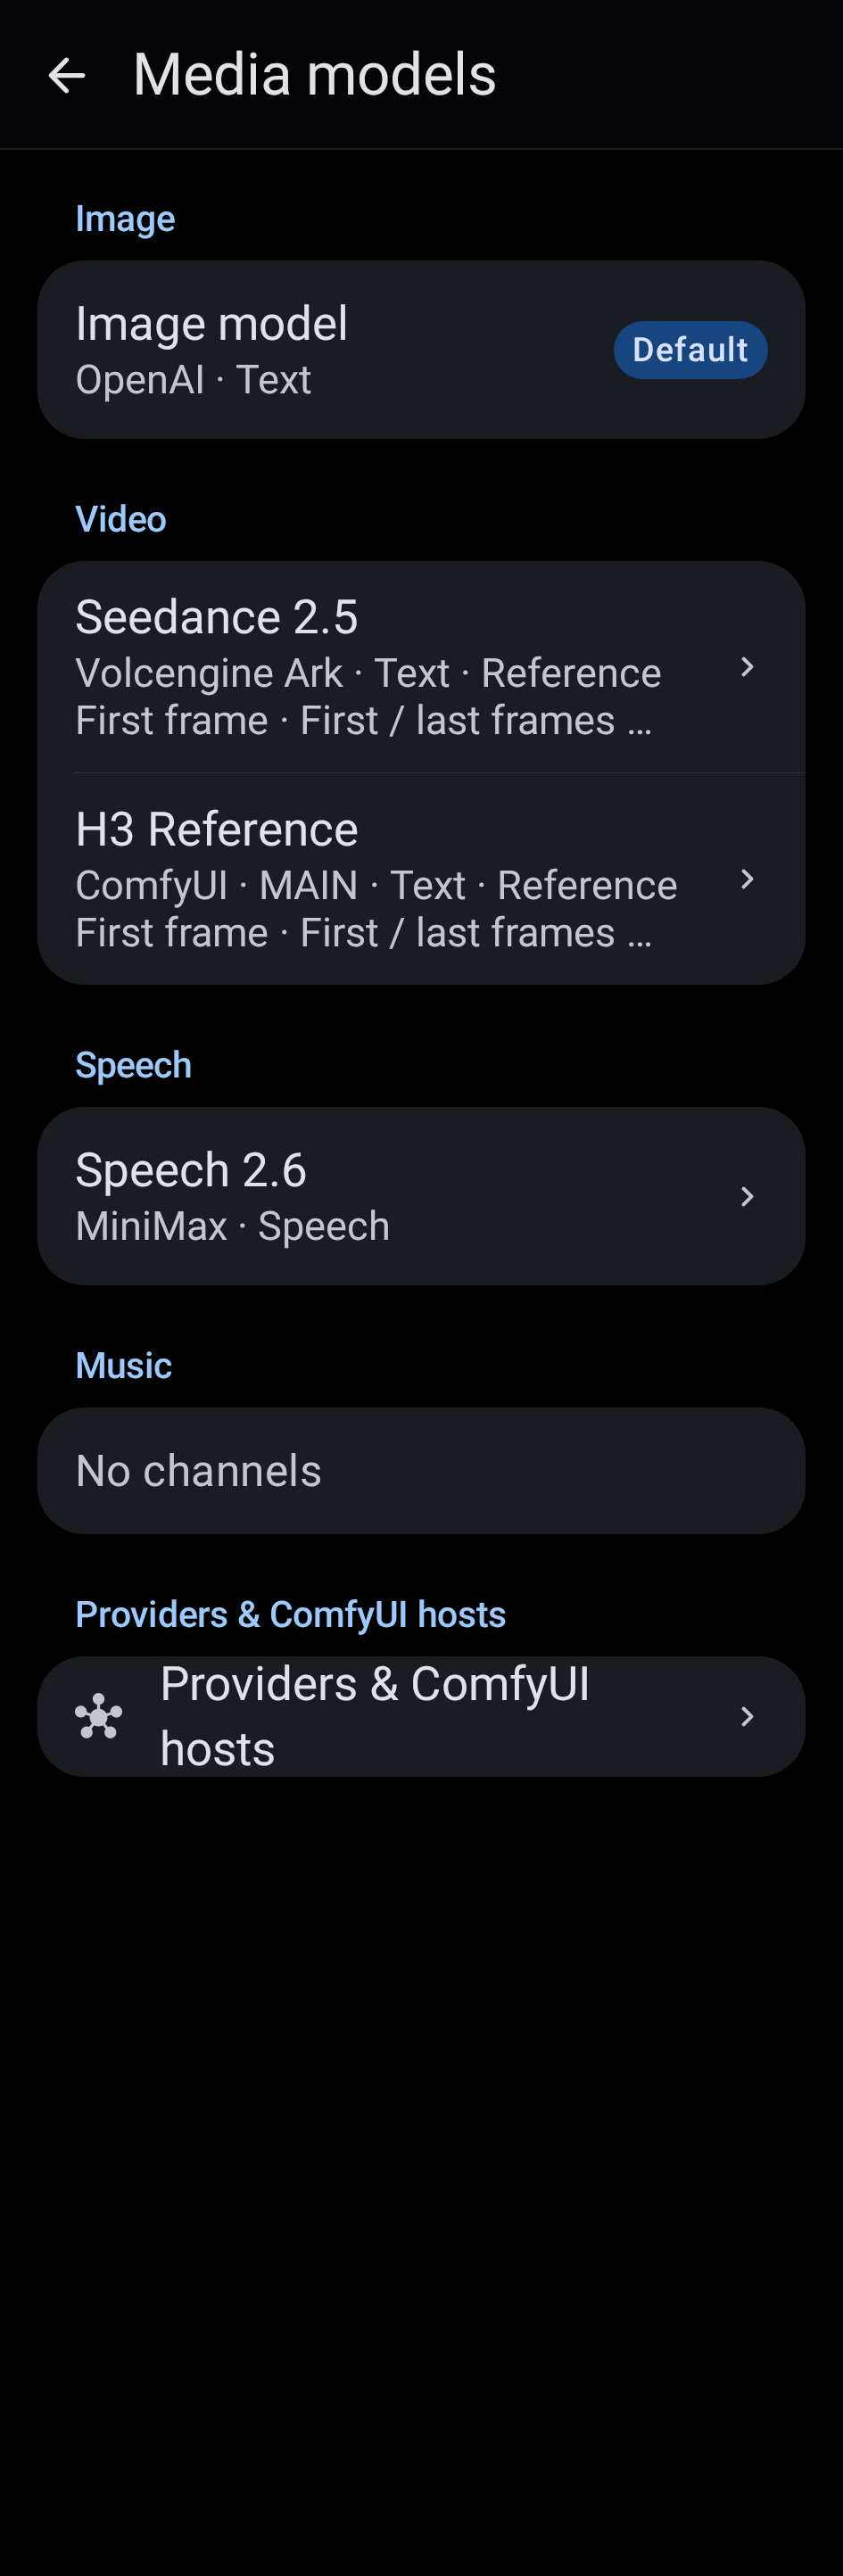 Media models
Image
Image model
OpenAI · Text
Default
Video
Seedance 2.5
Volcengine Ark · Text · Reference
First frame · First / last frames ...
H3 Reference
ComfyUI · MAIN · Text · Reference
First frame · First / last frames ...
Speech
Speech 2.6
MiniMax · Speech
Music
No channels
Providers & ComfyUI hosts
Providers & ComfyUI
hosts